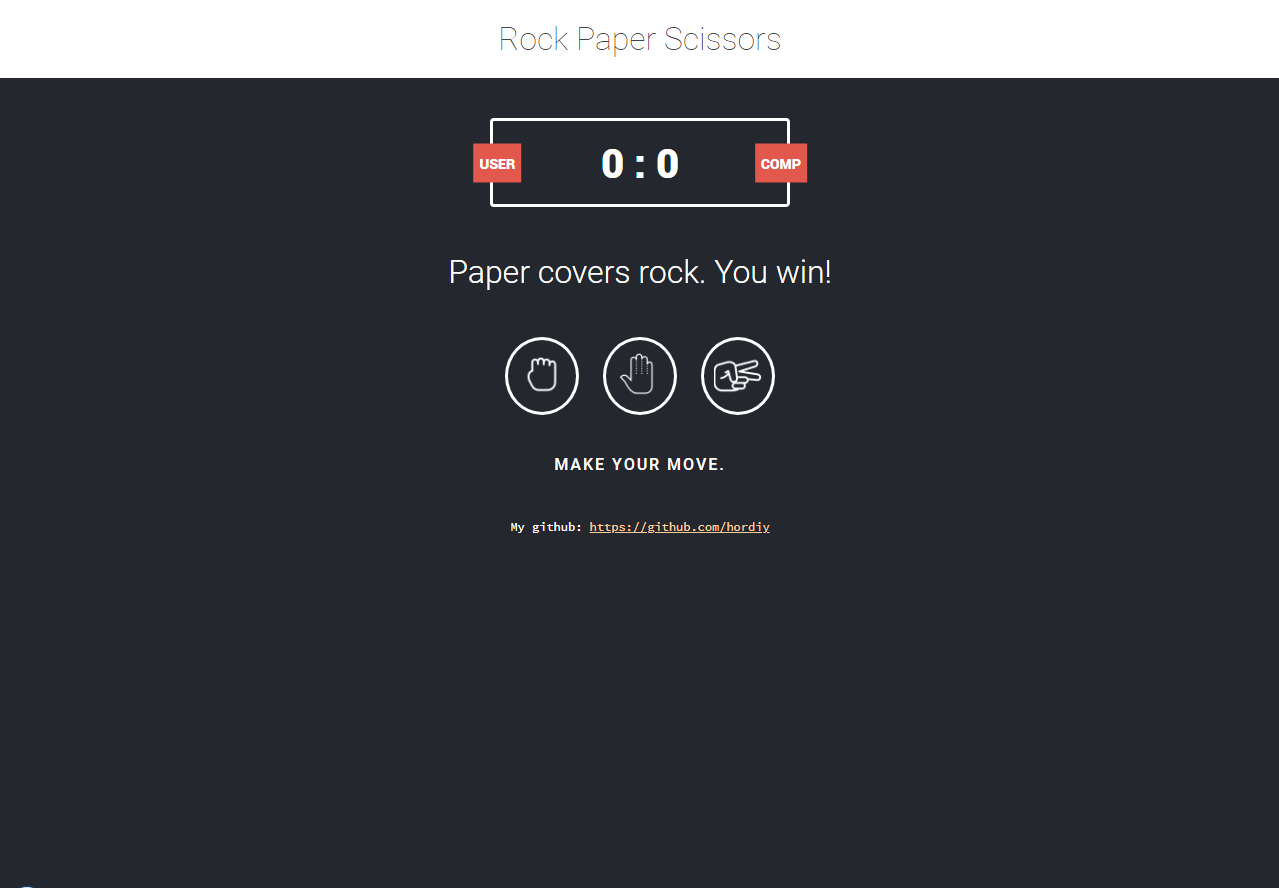 Rock Paper Scissors
USER 0 : 0 COMP
Paper covers rock. You win!
MAKE YOUR MOVE.
My github: https://github.com/hordiy